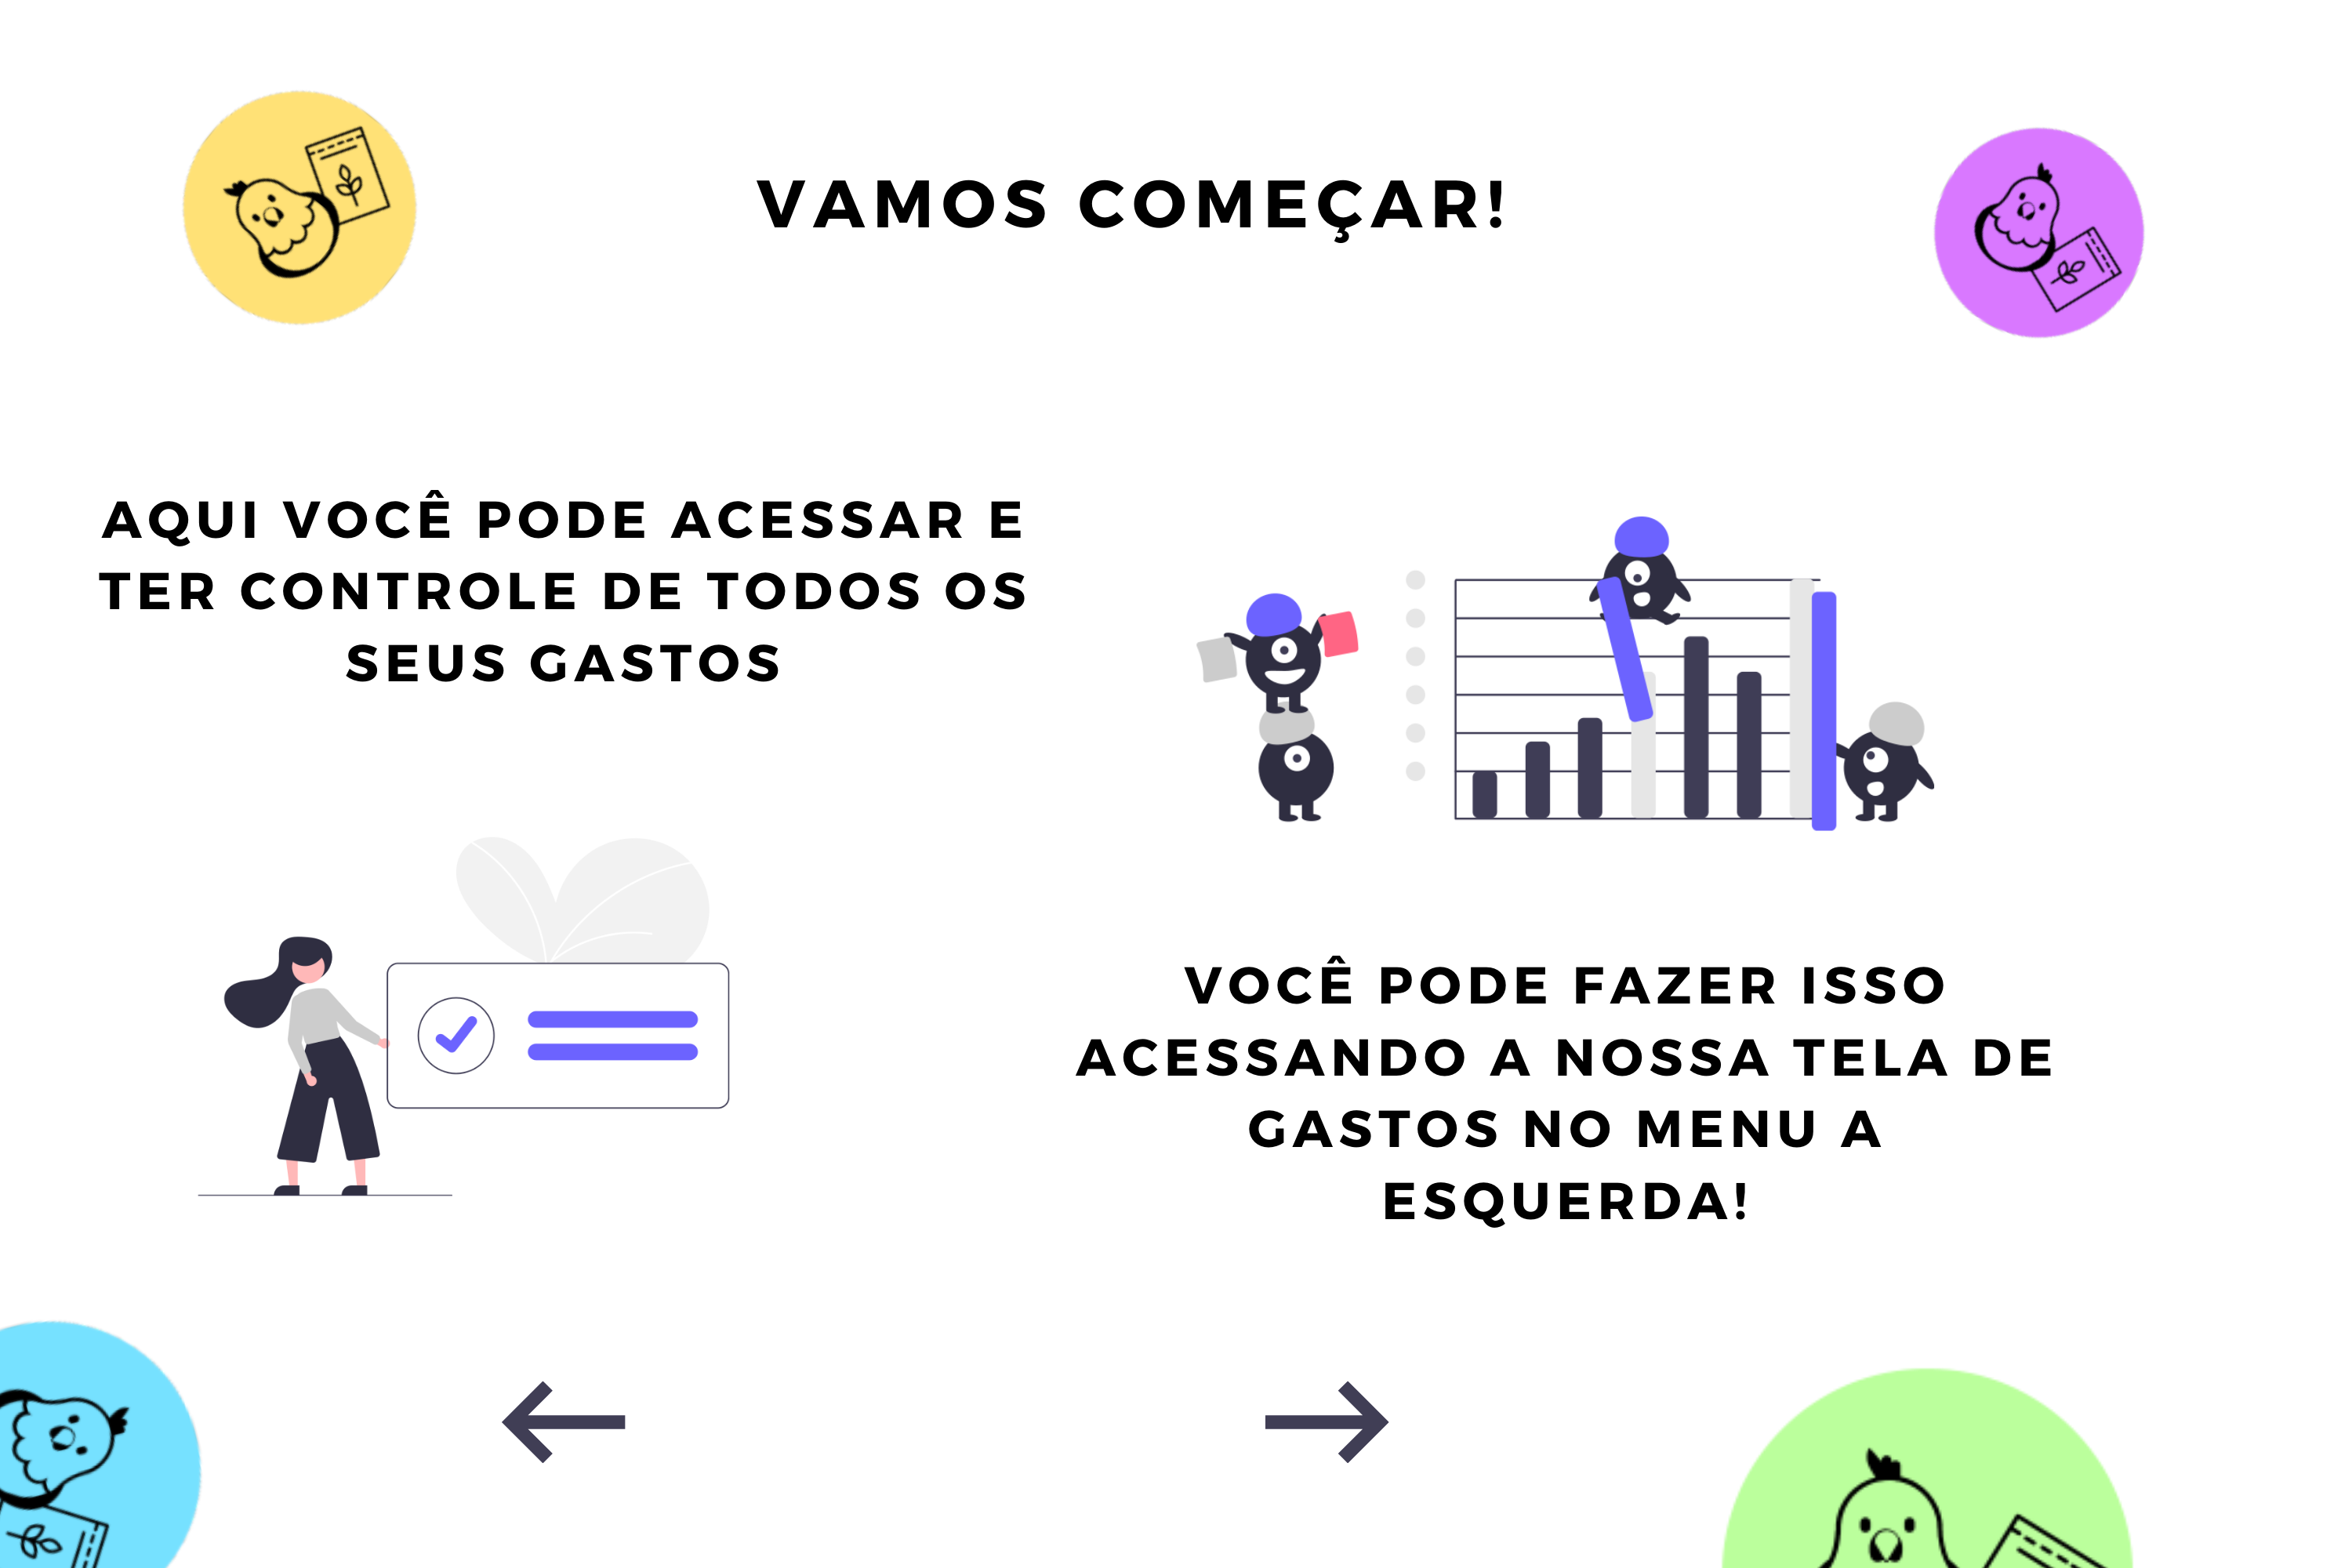 VAMOS COMEÇAR!
AQUI VOCÊ PODE ACESSAR E
TER CONTROLE DE TODOS OS
SEUS GASTOS
VOCÊ PODE FAZER ISSO
ACESSANDO A NOSSA TELA DE
GASTOS NO MENU A
ESQUERDA!